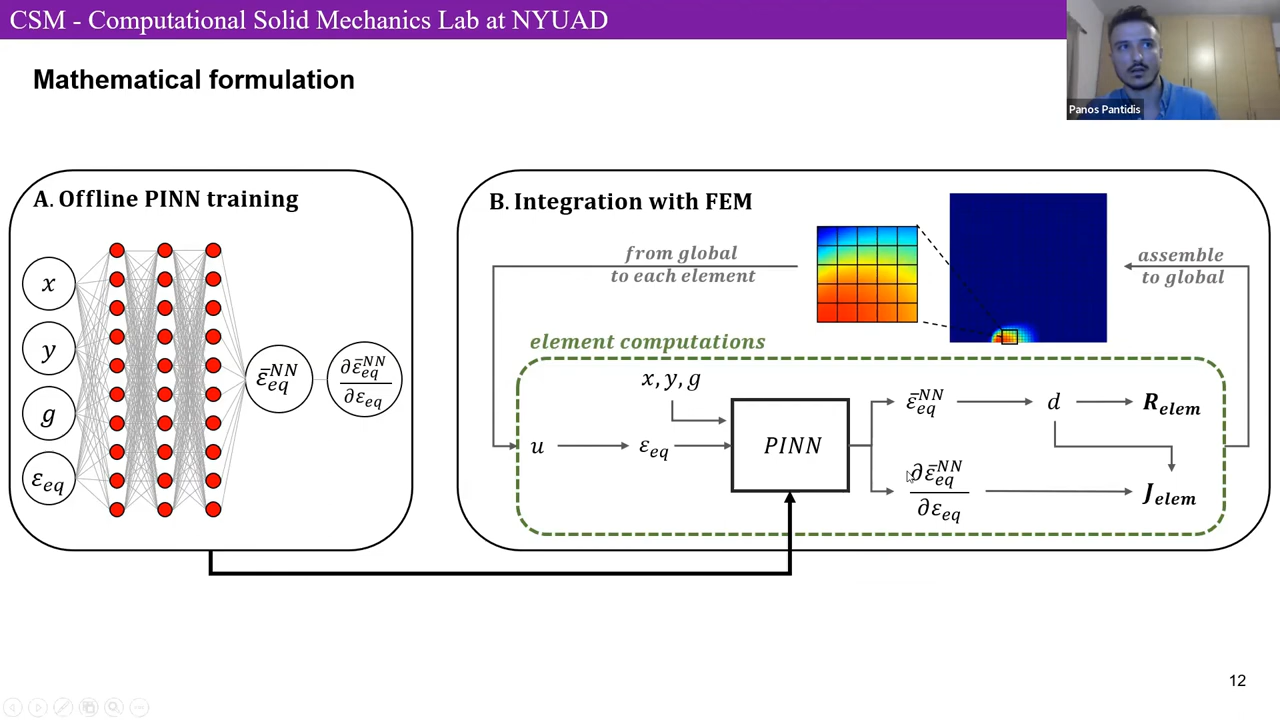 CSM - Computational Solid Mechanics Lab at NYUAD
Panos Pantidis
Mathematical formulation
A. Offline PINN training
x
y
g
ε_eq
ε̄_eq^NN
∂ε̄_eq^NN
∂ε_eq
B. Integration with FEM
from global
to each element
assemble
to global
element computations
x, y, g
u
ε_eq
PINN
ε̄_eq^NN
d
R_elem
∂ε̄_eq^NN
∂ε_eq
J_elem
12